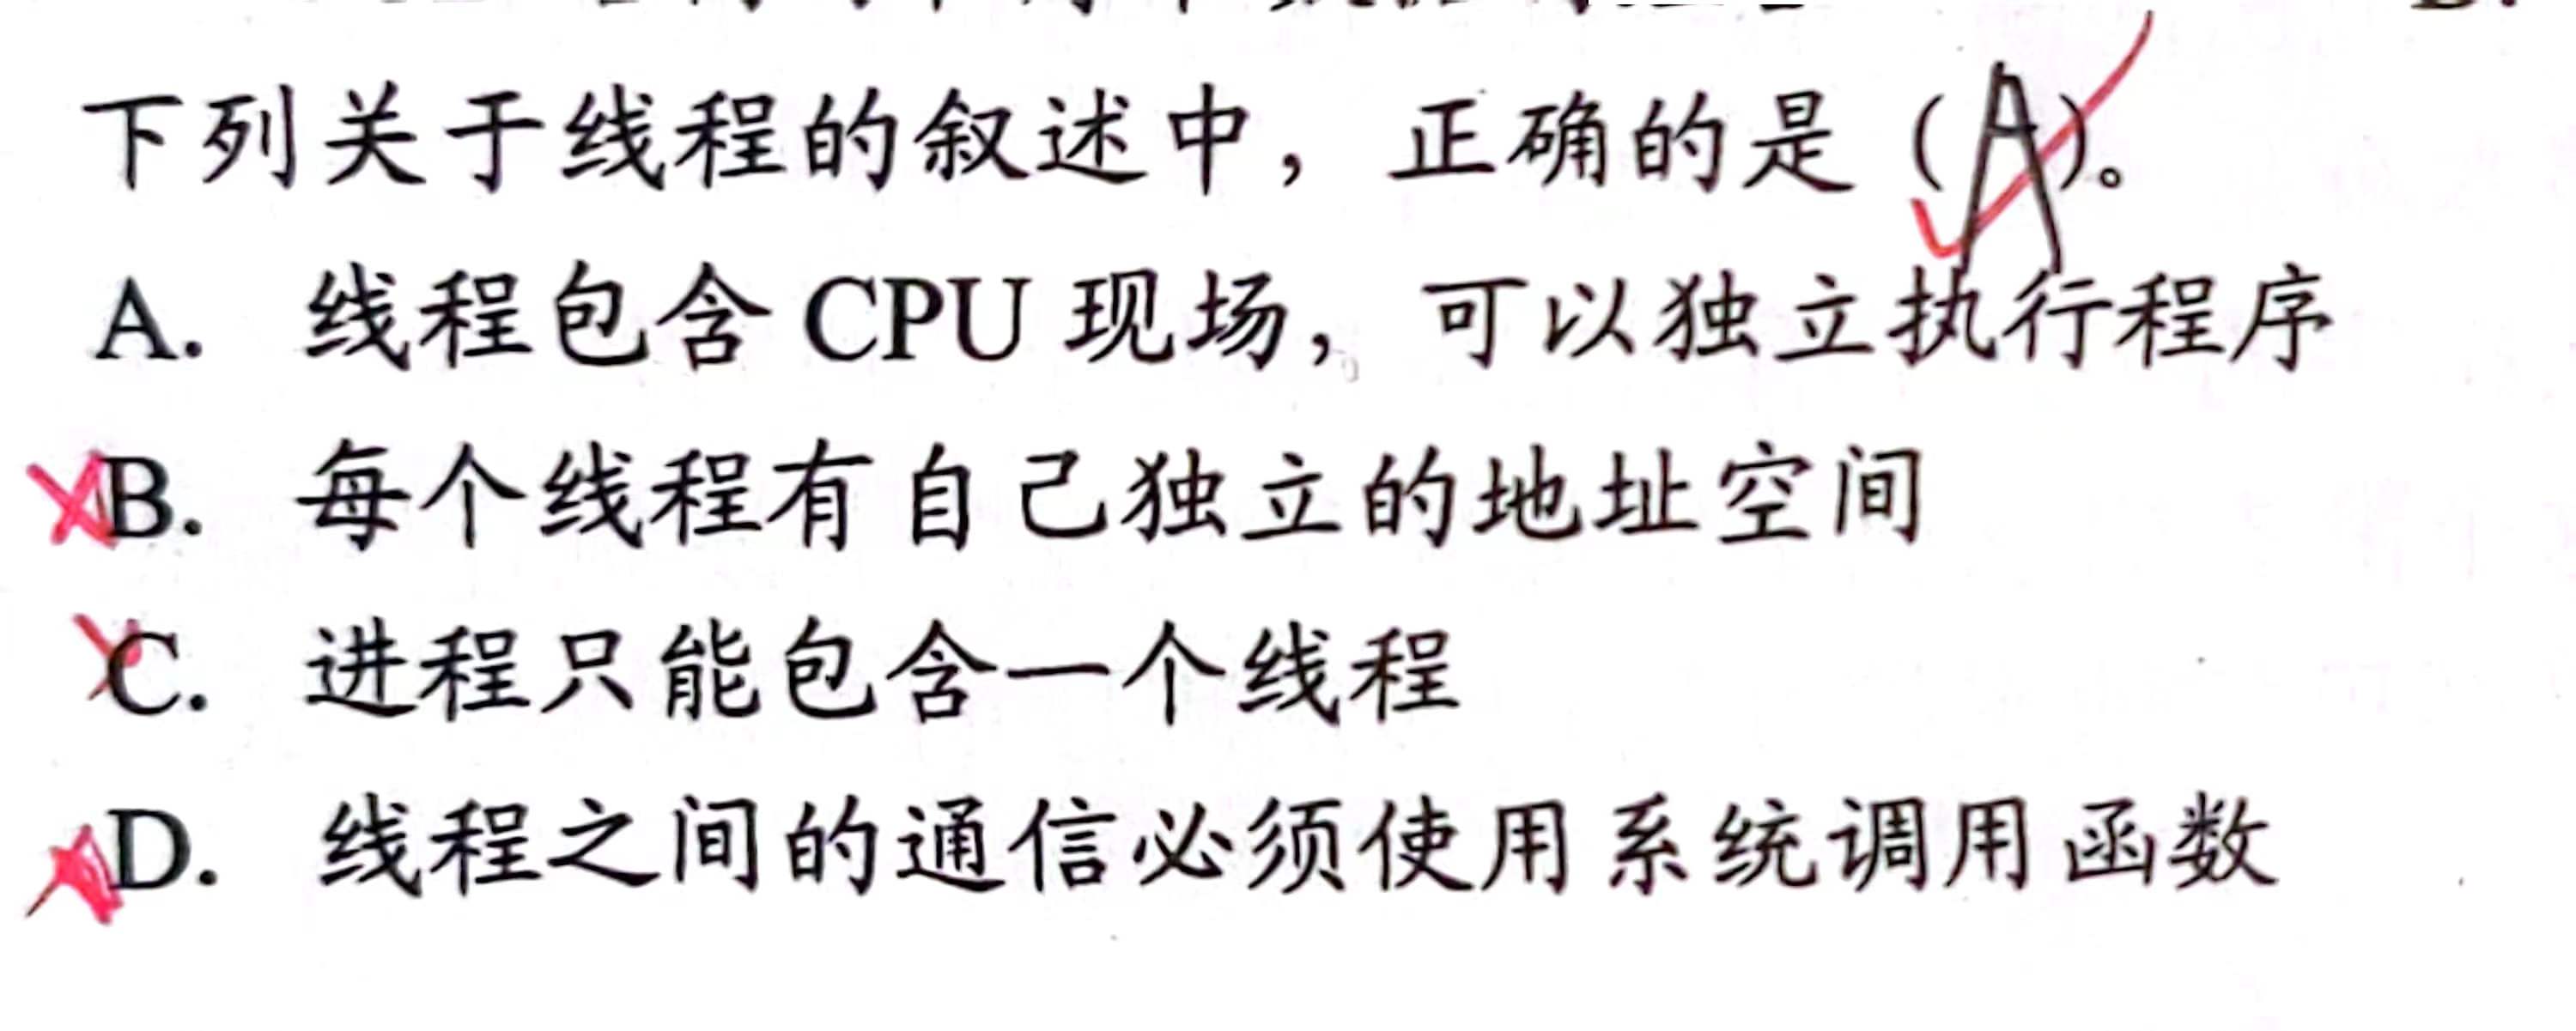 下列关于线程的叙述中，正确的是（A）。
A. 线程包含 CPU 现场，可以独立执行程序
B. 每个线程有自己独立的地址空间
C. 进程只能包含一个线程
D. 线程之间的通信必须使用系统调用函数